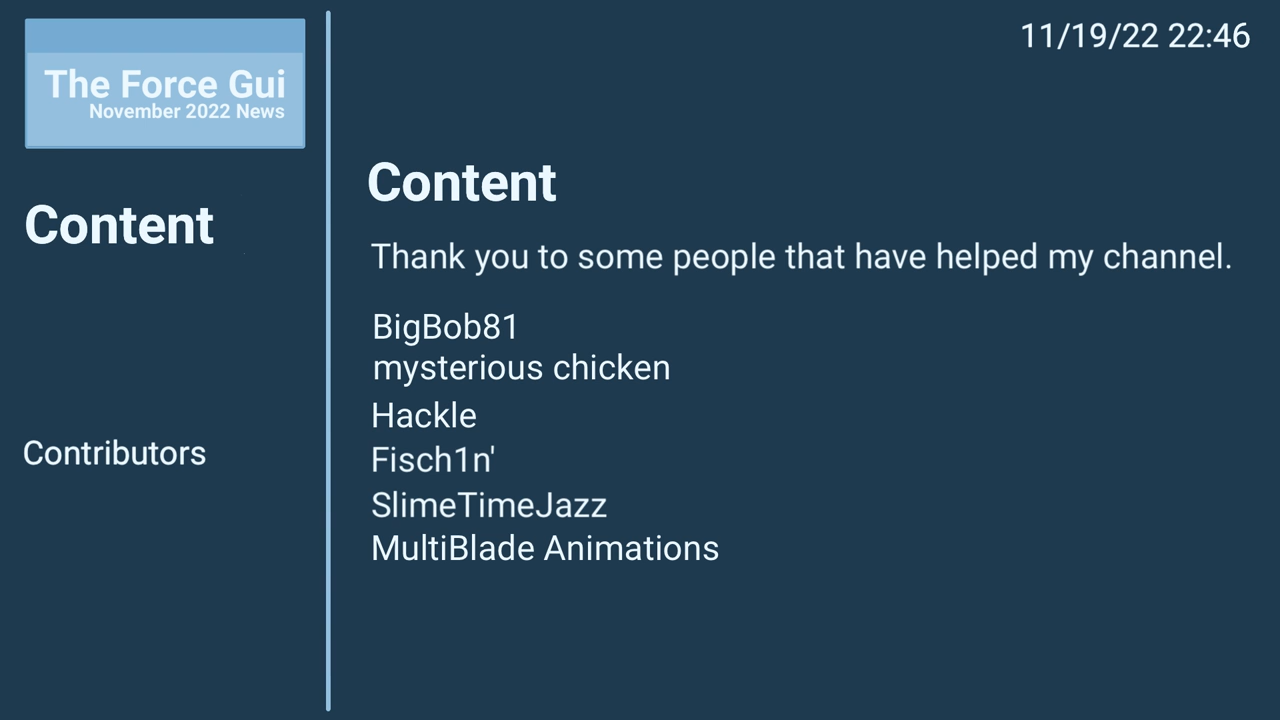 The Force Gui
November 2022 News
Content
Contributors
11/19/22 22:46
Content
Thank you to some people that have helped my channel.
BigBob81
mysterious chicken
Hackle
Fisch1n'
SlimeTimeJazz
MultiBlade Animations